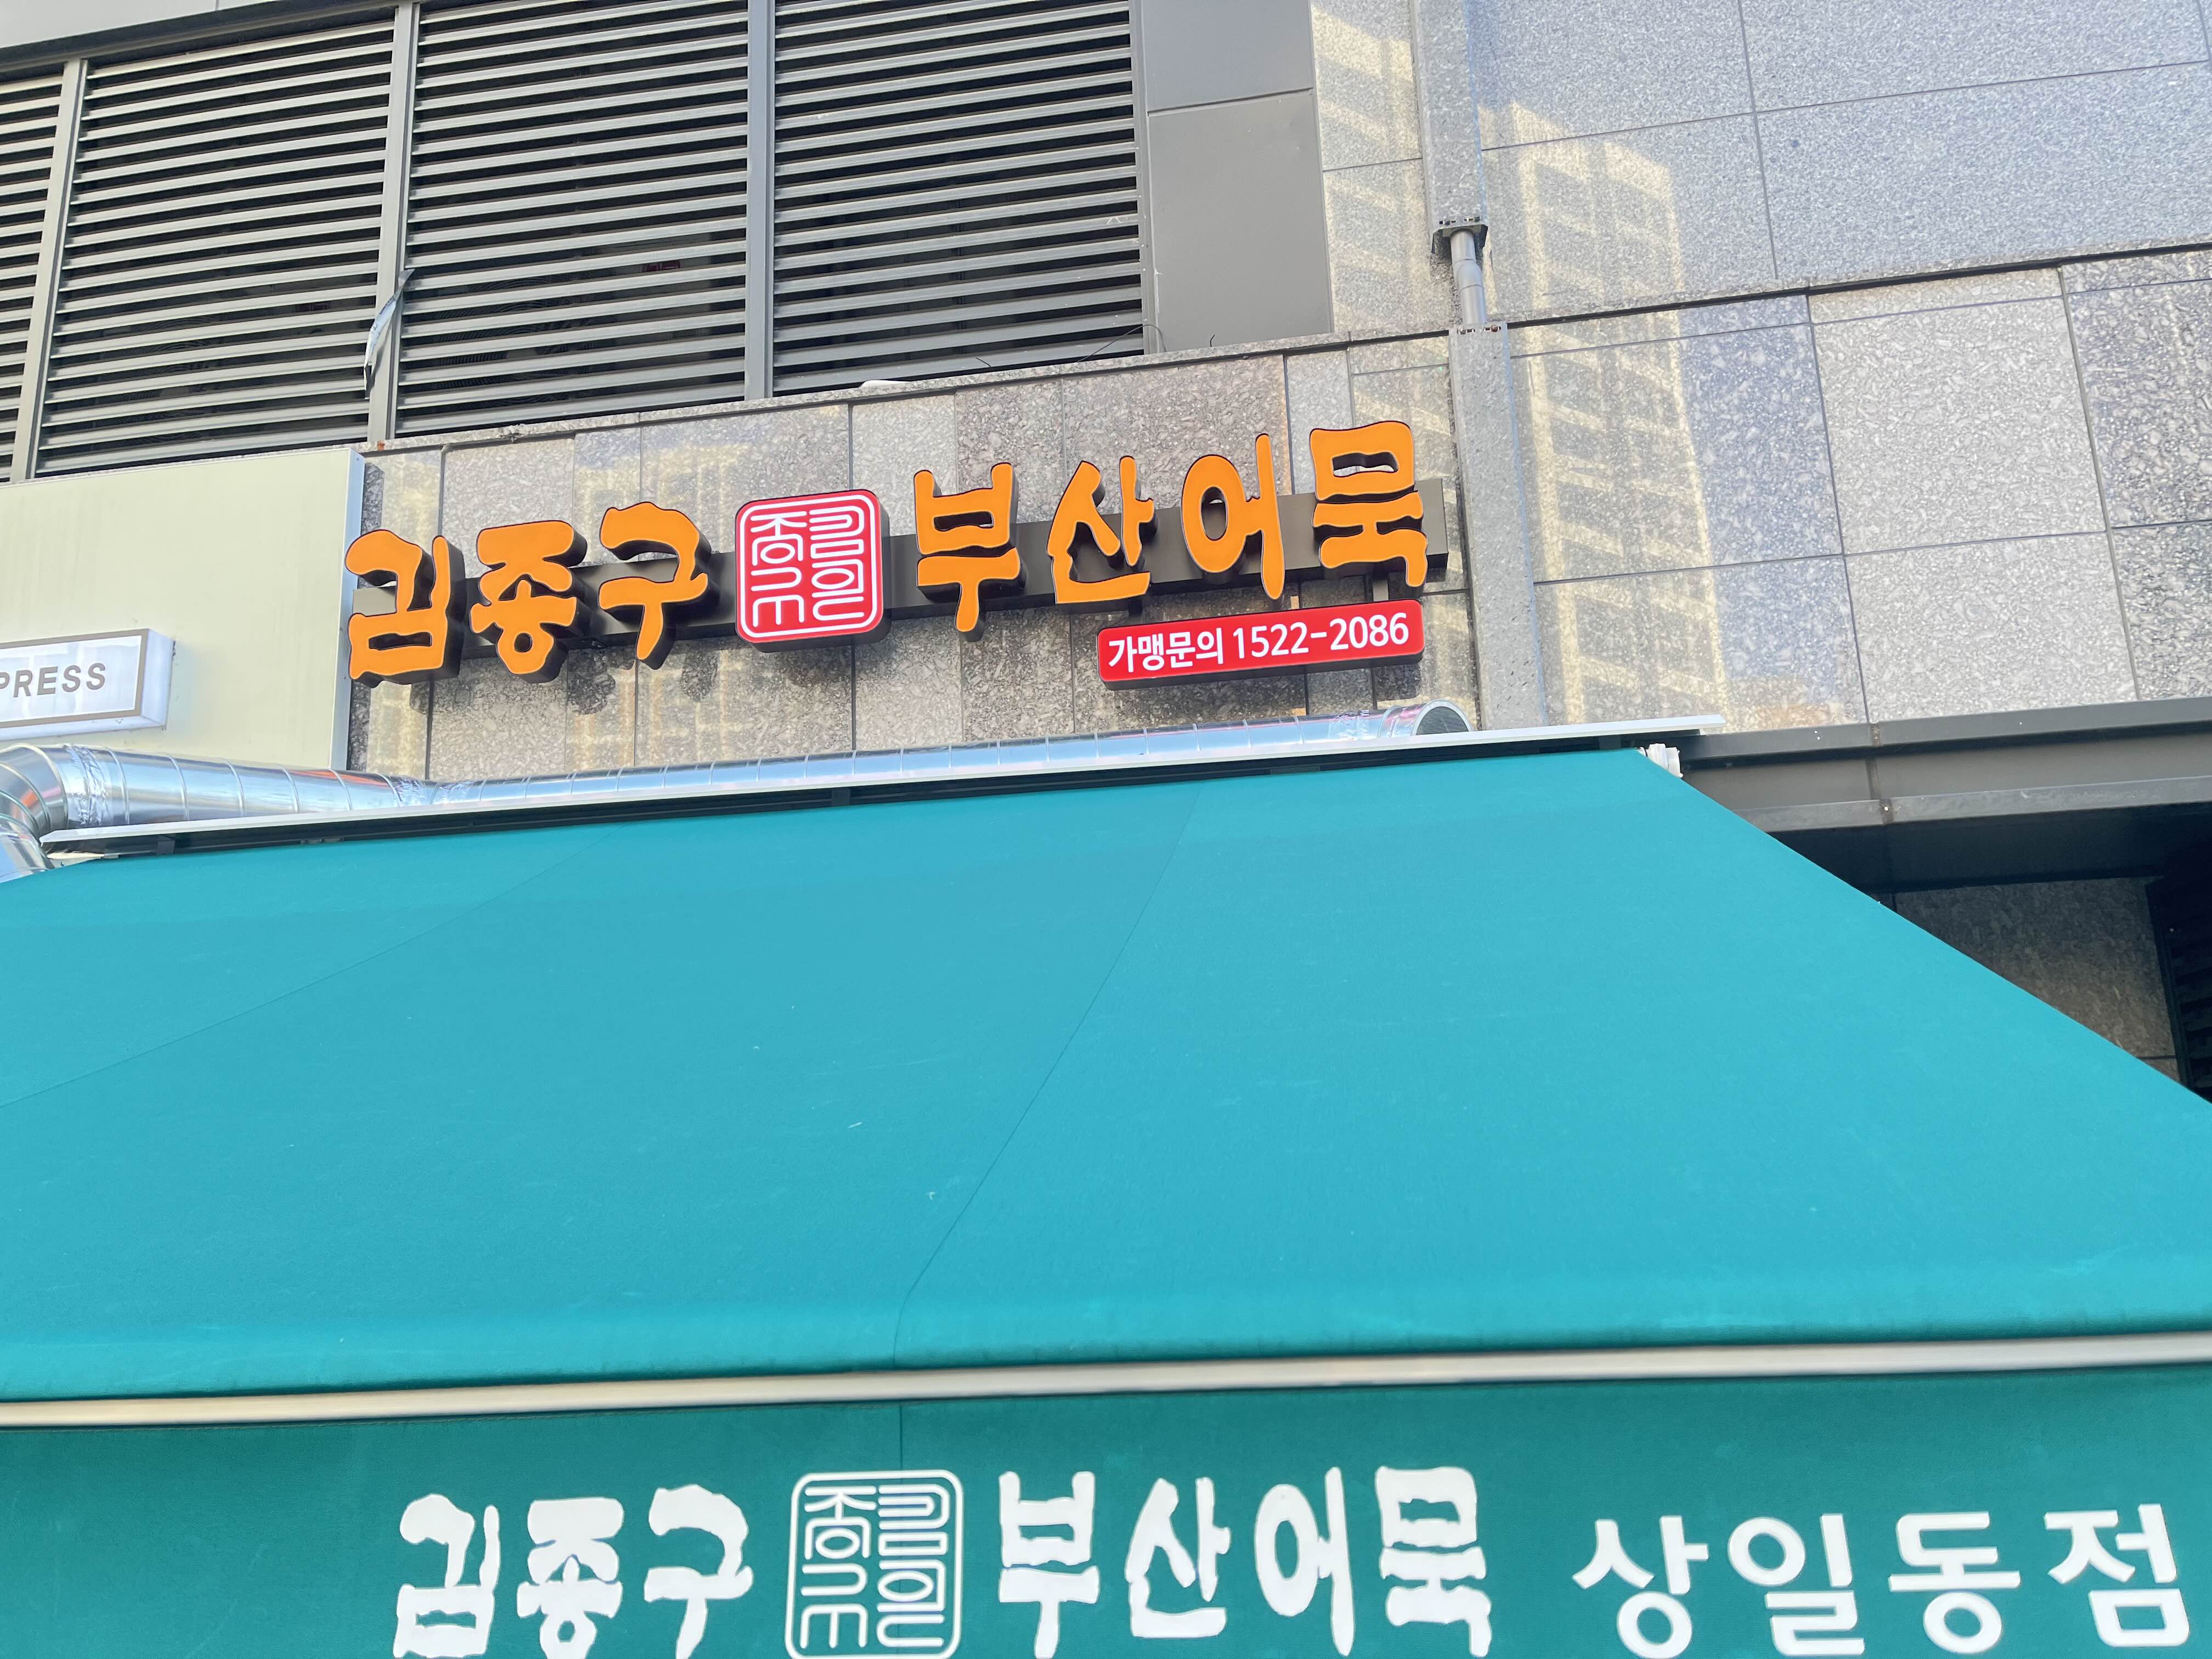 김종구 부산어묵
가맹문의 1522-2086
PRESS
김종구 부산어묵 상일동점